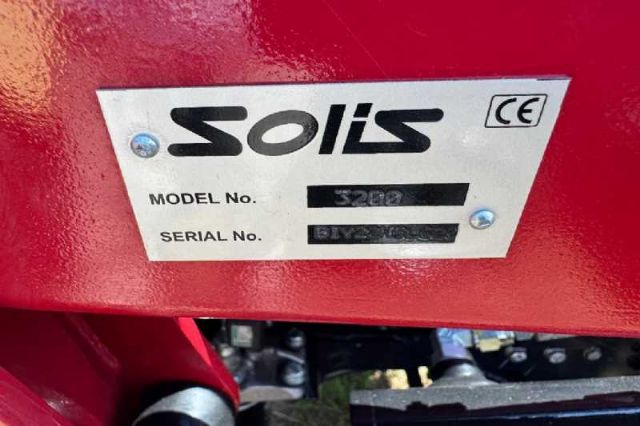 Solis
CE
MODEL No. 3200
SERIAL No.